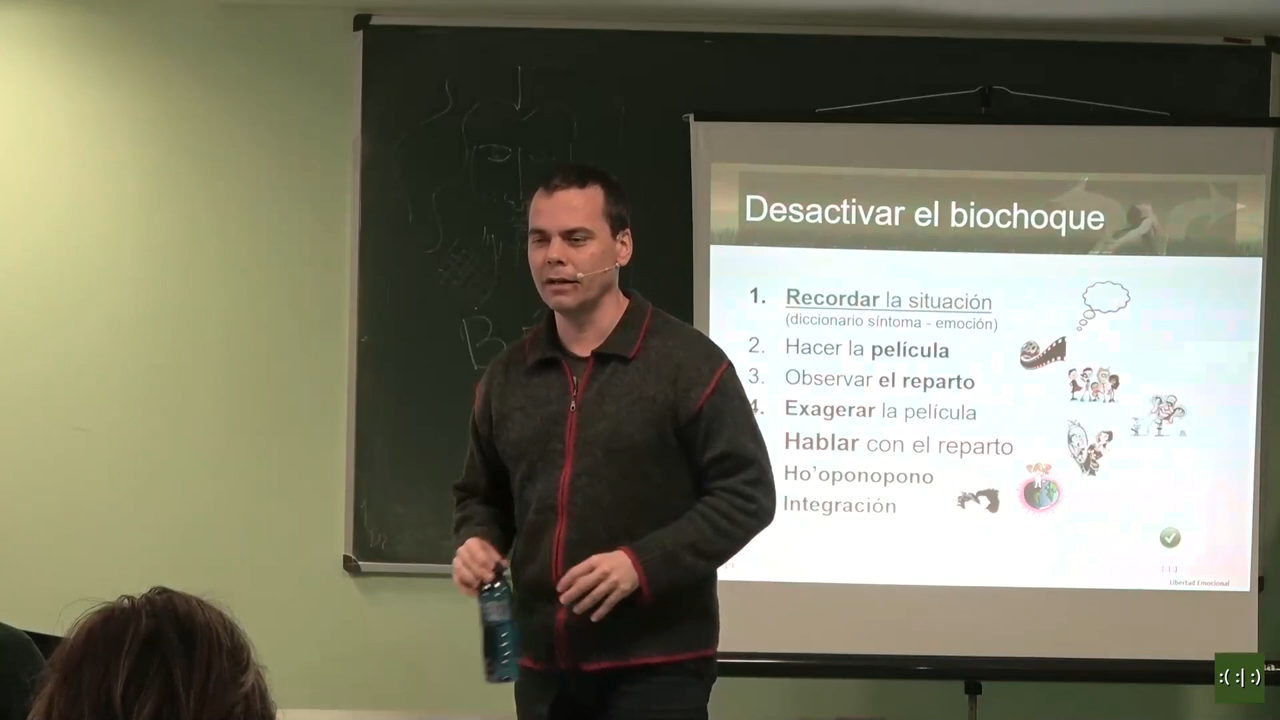 Desactivar el biochoque
1. Recordar la situación
(diccionario síntoma - emoción)
2. Hacer la película
3. Observar el reparto
4. Exagerar la película
Hablar con el reparto
Ho'oponopono
Integración
Libertad Emocional
:( :| :)